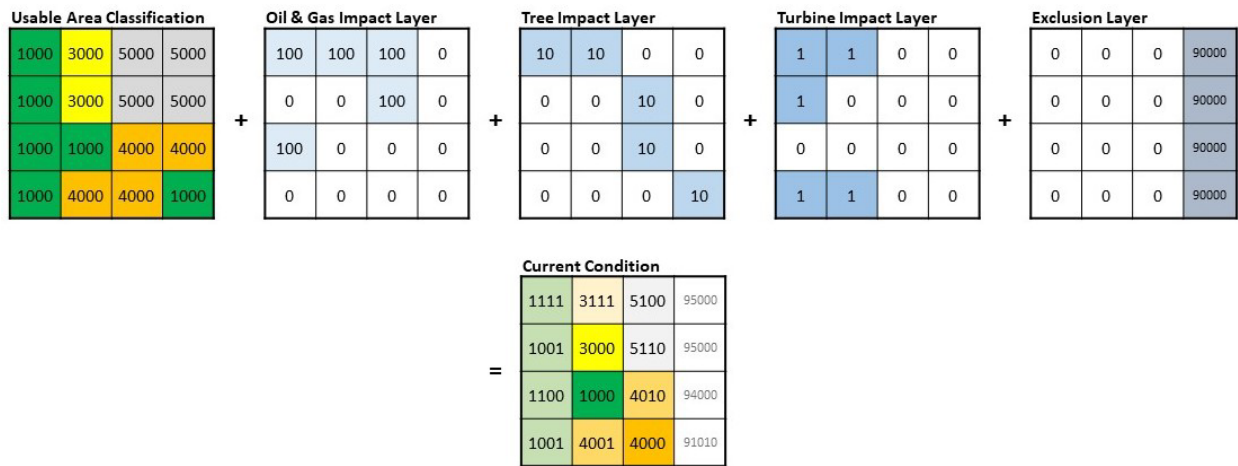 Usable Area Classification Oil & Gas Impact Layer Tree Impact Layer Turbine Impact Layer Exclusion Layer
1000 3000 5000 5000 100 100 100 0 10 10 0 0 1 1 0 0 0 0 0 90000
1000 3000 5000 5000 0 0 100 0 0 0 10 0 1 0 0 0 0 0 0 90000
+ + + +
1000 1000 4000 4000 100 0 0 0 0 0 10 0 0 0 0 0 0 0 0 90000
1000 4000 4000 1000 0 0 0 0 0 0 0 10 1 1 0 0 0 0 0 90000
Current Condition
1111 3111 5100 95000
1001 3000 5110 95000
=
1100 1000 4010 94000
1001 4001 4000 91010